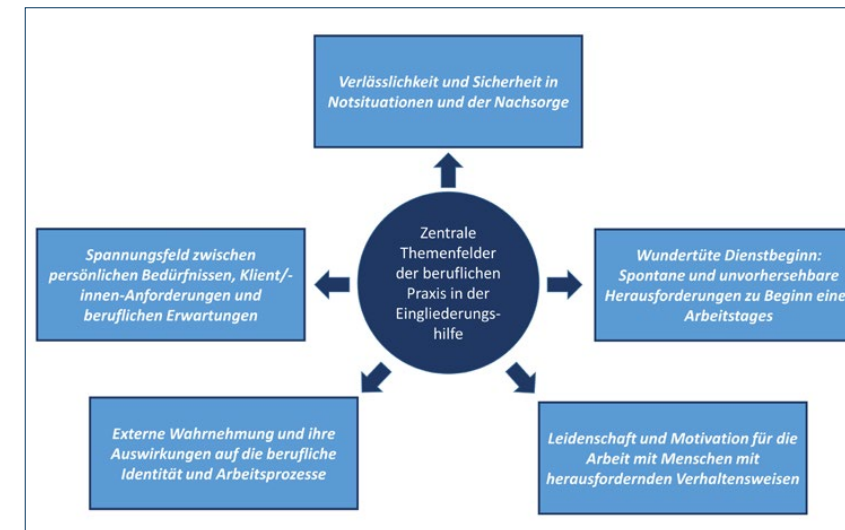 Verlässlichkeit und Sicherheit in
Notsituationen und der Nachsorge
Zentrale
Themenfelder
der beruflichen
Praxis in der
Eingliederungs-
hilfe
Spannungsfeld zwischen
persönlichen Bedürfnissen, Klient/-
innen-Anforderungen und
beruflichen Erwartungen
Wundertüte Dienstbeginn:
Spontane und unvorhersehbare
Herausforderungen zu Beginn eine
Arbeitstages
Externe Wahrnehmung und ihre
Auswirkungen auf die berufliche
Identität und Arbeitsprozesse
Leidenschaft und Motivation für die
Arbeit mit Menschen mit
herausfordernden Verhaltensweisen